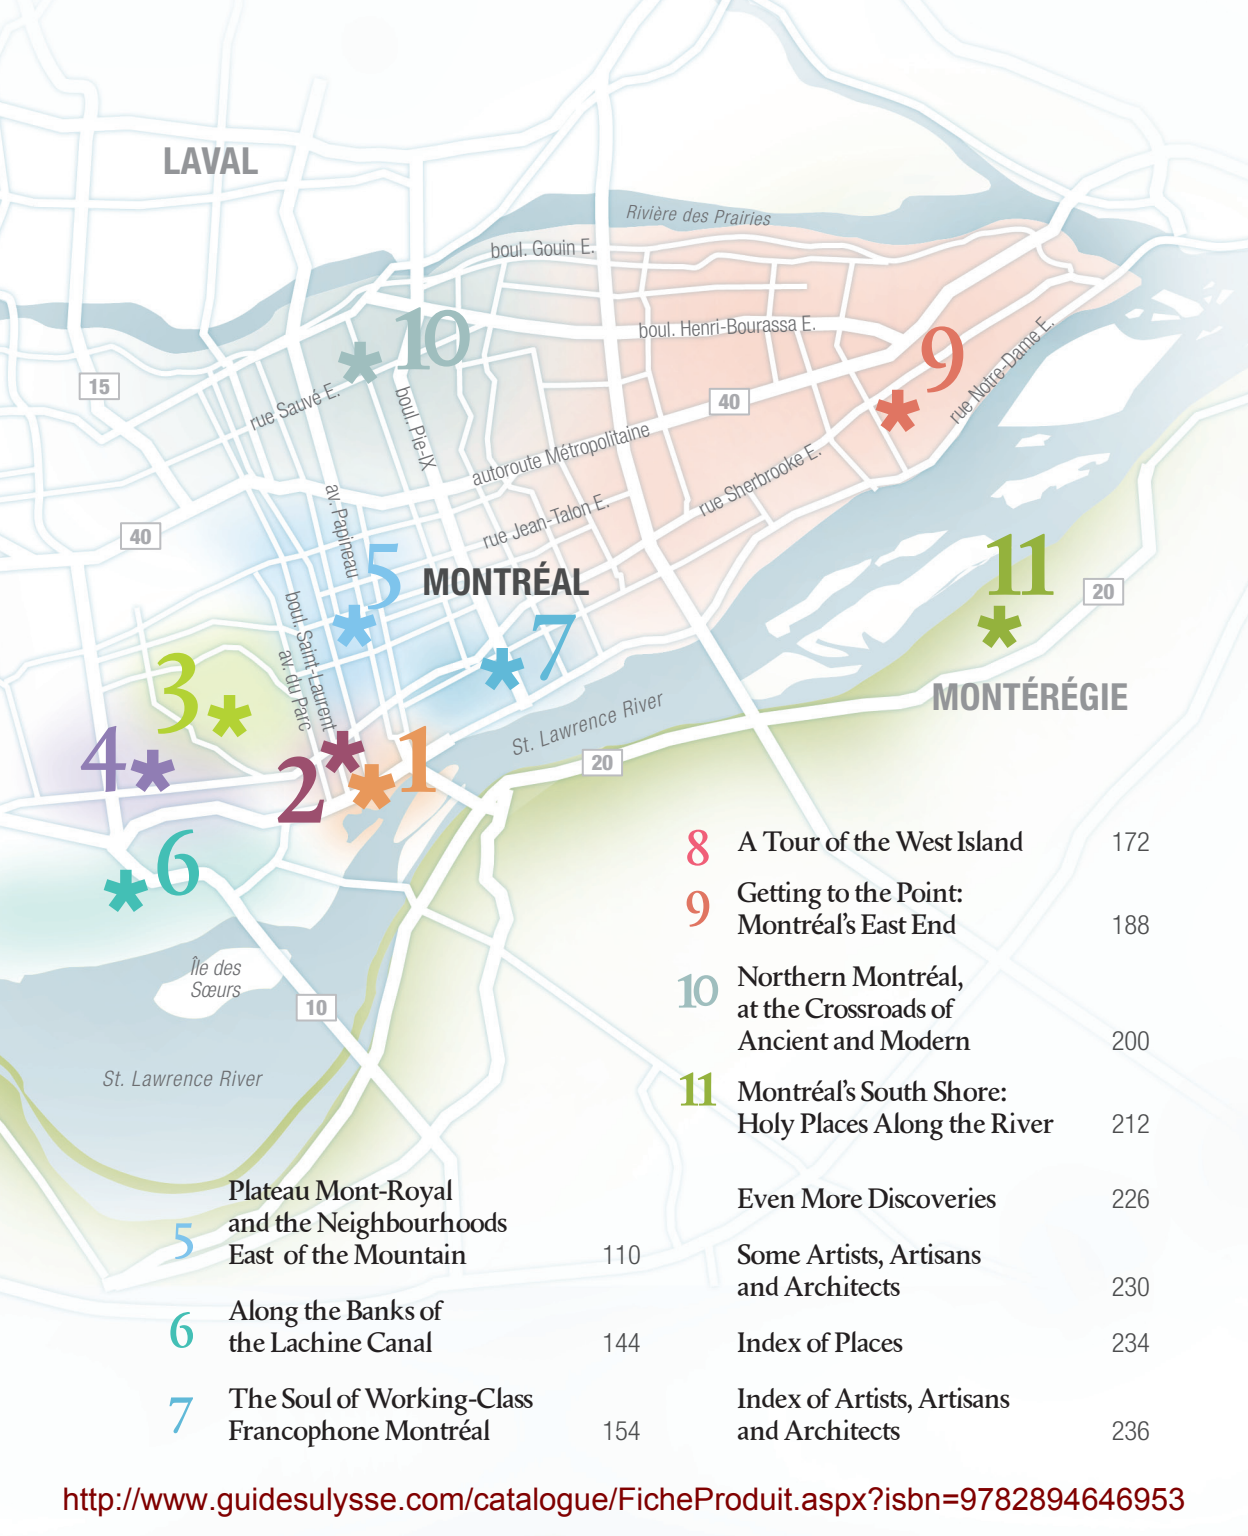 LAVAL
Rivière des Prairies
boul. Gouin E.
10
boul. Henri-Bourassa E.
9
rue Notre-Dame E.
15
rue Sauvé E.
boul. Pie-IX
40
autoroute Métropolitaine
rue Sherbrooke E.
av. Papineau
rue Jean-Talon E.
40
5
MONTRÉAL
11
20
boul. Saint-Laurent
av. du Parc
7
3
MONTÉRÉGIE
St. Lawrence River
4
2
1
20
6
Île des
Sœurs
10
St. Lawrence River
8 A Tour of the West Island 172
9 Getting to the Point:
Montréal's East End 188
10 Northern Montréal,
at the Crossroads of
Ancient and Modern 200
11 Montréal's South Shore:
Holy Places Along the River 212
Plateau Mont-Royal
and the Neighbourhoods
5 East of the Mountain 110
Along the Banks of
6 the Lachine Canal 144
7 The Soul of Working-Class
Francophone Montréal 154
Even More Discoveries 226
Some Artists, Artisans
and Architects 230
Index of Places 234
Index of Artists, Artisans
and Architects 236
http://www.guidesulysse.com/catalogue/FicheProduit.aspx?isbn=9782894646953